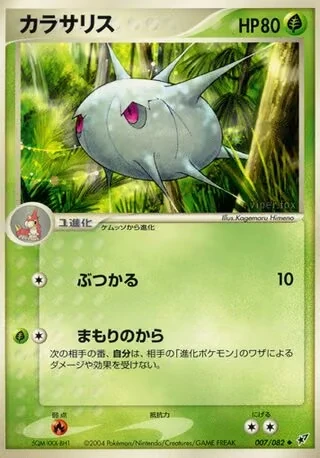 カラサリス HP80
viper.fox
Illus.Kagemaru Himeno
1進化 ケムッソから進化
ぶつかる 10
まもりのから
次の相手の番、自分は、相手の「進化ポケモン」のワザによる
ダメージや効果を受けない。
弱点 抵抗力 にげる
©2004 Pokémon/Nintendo/Creatures/GAME FREAK 007/082